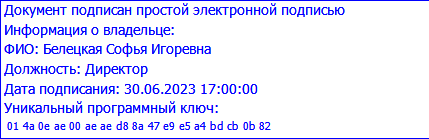 Документ подписан простой электронной подписью
Информация о владельце:
ФИО: Белецкая Софья Игоревна
Должность: Директор
Дата подписания: 30.06.2023 17:00:00
Уникальный программный ключ:
01 4a 0e ae 00 ae ae d8 8a 47 e9 e5 a4 bd cb 0b 82